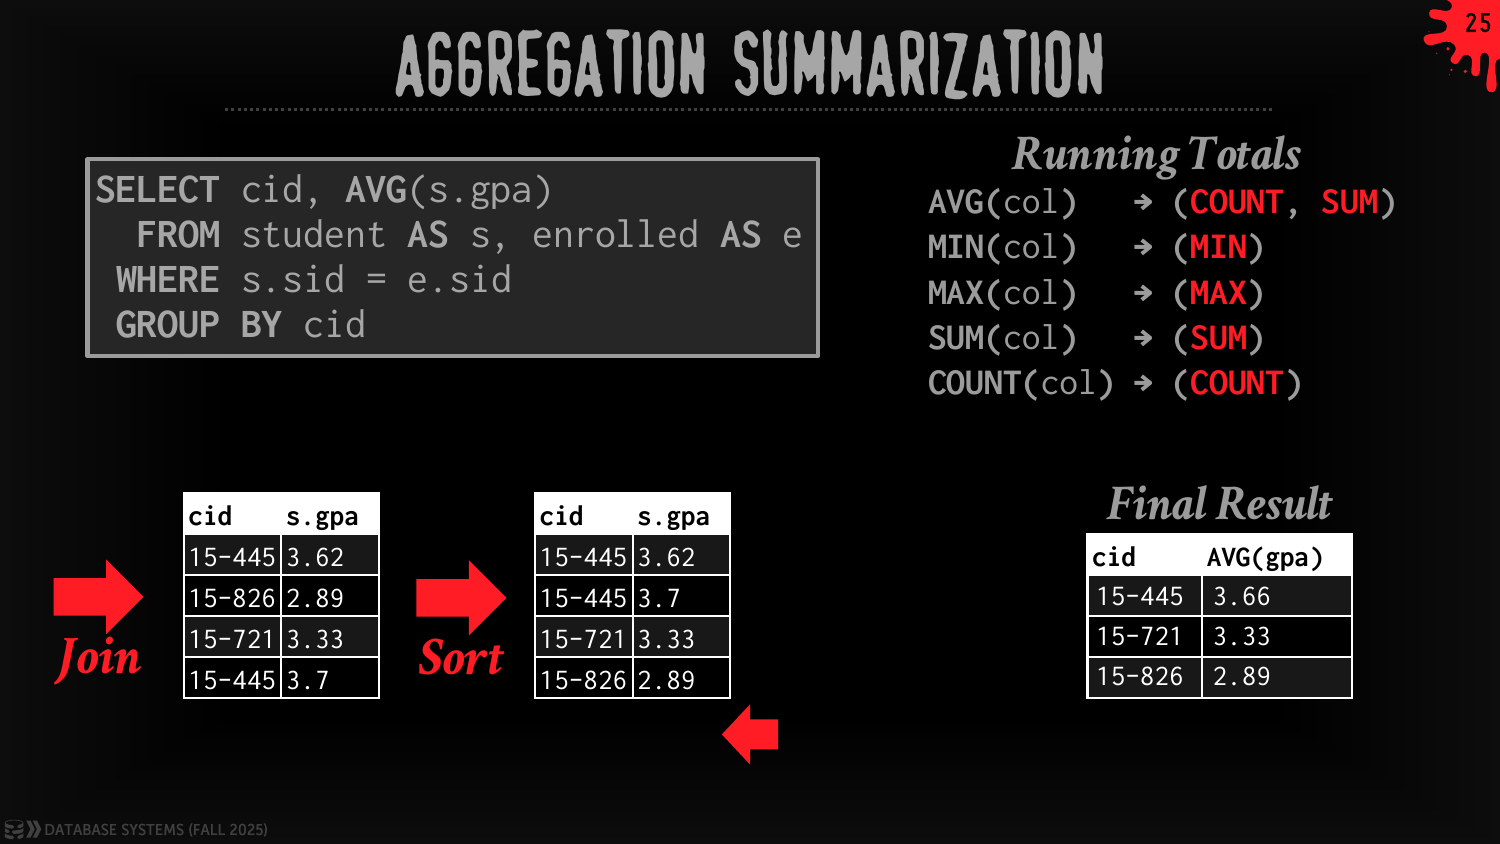 25
AGGREGATION SUMMARIZATION
SELECT cid, AVG(s.gpa)
FROM student AS s, enrolled AS e
WHERE s.sid = e.sid
GROUP BY cid
Running Totals
AVG(col) → (COUNT, SUM)
MIN(col) → (MIN)
MAX(col) → (MAX)
SUM(col) → (SUM)
COUNT(col) → (COUNT)
Join
cid s.gpa
15-445 3.62
15-826 2.89
15-721 3.33
15-445 3.7
Sort
cid s.gpa
15-445 3.62
15-445 3.7
15-721 3.33
15-826 2.89
Final Result
cid AVG(gpa)
15-445 3.66
15-721 3.33
15-826 2.89
DATABASE SYSTEMS (FALL 2025)